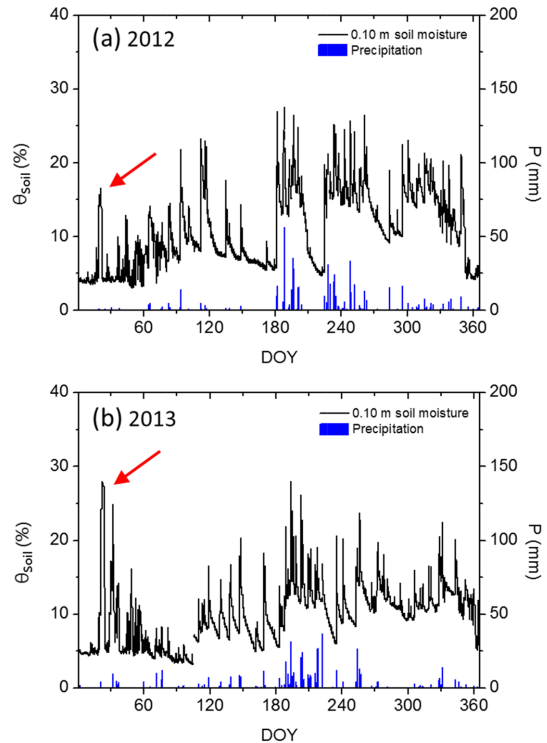 (a) 2012
0.10 m soil moisture
Precipitation
40
30
20
10
0
θSoil (%)
200
150
100
50
0
P (mm)
60 120 180 240 300 360
DOY
(b) 2013
0.10 m soil moisture
Precipitation
40
30
20
10
0
θSoil (%)
200
150
100
50
0
P (mm)
60 120 180 240 300 360
DOY